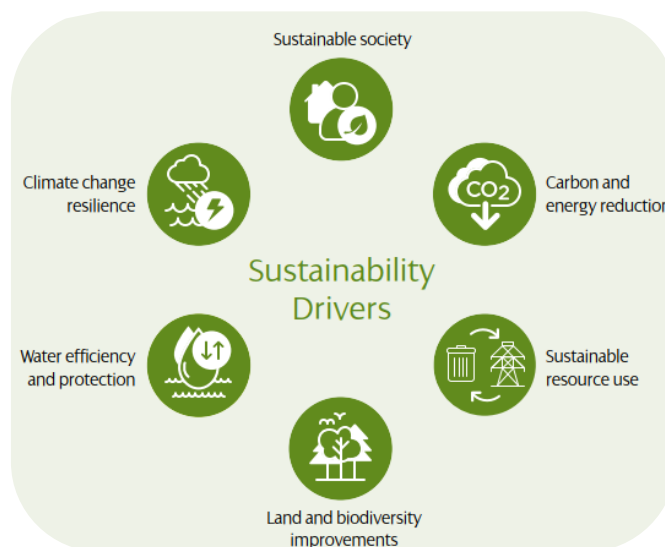 Sustainable society
Climate change
resilience
CO2
Carbon and
energy reduction
Sustainability
Drivers
Water efficiency
and protection
Sustainable
resource use
Land and biodiversity
improvements